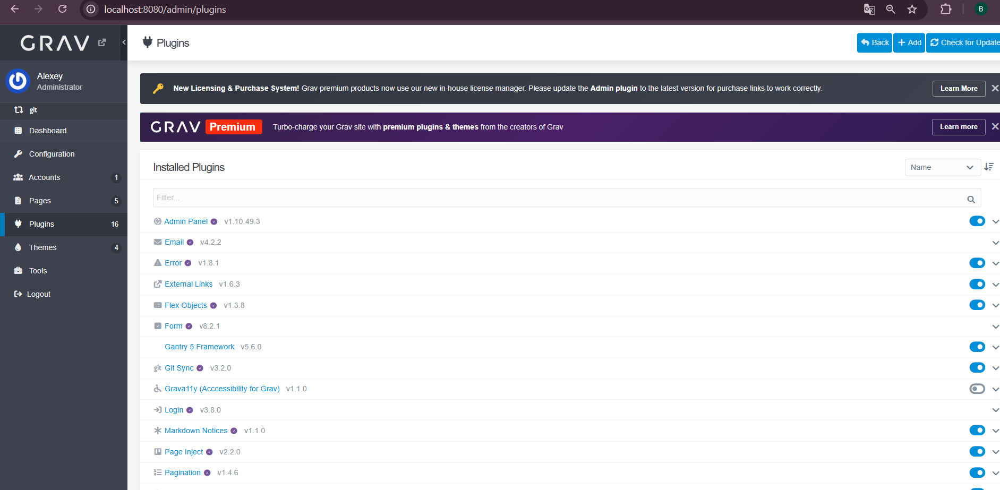 localhost:8080/admin/plugins
B
GRAV
Plugins
Back
Add
Check for Update
Alexey
Administrator
git
Dashboard
Configuration
Accounts 1
Pages 5
Plugins 16
Themes 4
Tools
Logout
New Licensing & Purchase System! Grav premium products now use our new in-house license manager. Please update the Admin plugin to the latest version for purchase links to work correctly.
Learn More
GRAV Premium Turbo-charge your Grav site with premium plugins & themes from the creators of Grav
Learn more
Installed Plugins
Name
Filter...
Admin Panel v1.10.49.3
Email v4.2.2
Error v1.8.1
External Links v1.6.3
Flex Objects v1.3.8
Form v8.2.1
Gantry 5 Framework v5.6.0
git Git Sync v3.2.0
Grava11y (Acccessibility for Grav) v1.1.0
Login v3.8.0
Markdown Notices v1.1.0
Page Inject v2.2.0
Pagination v1.4.6